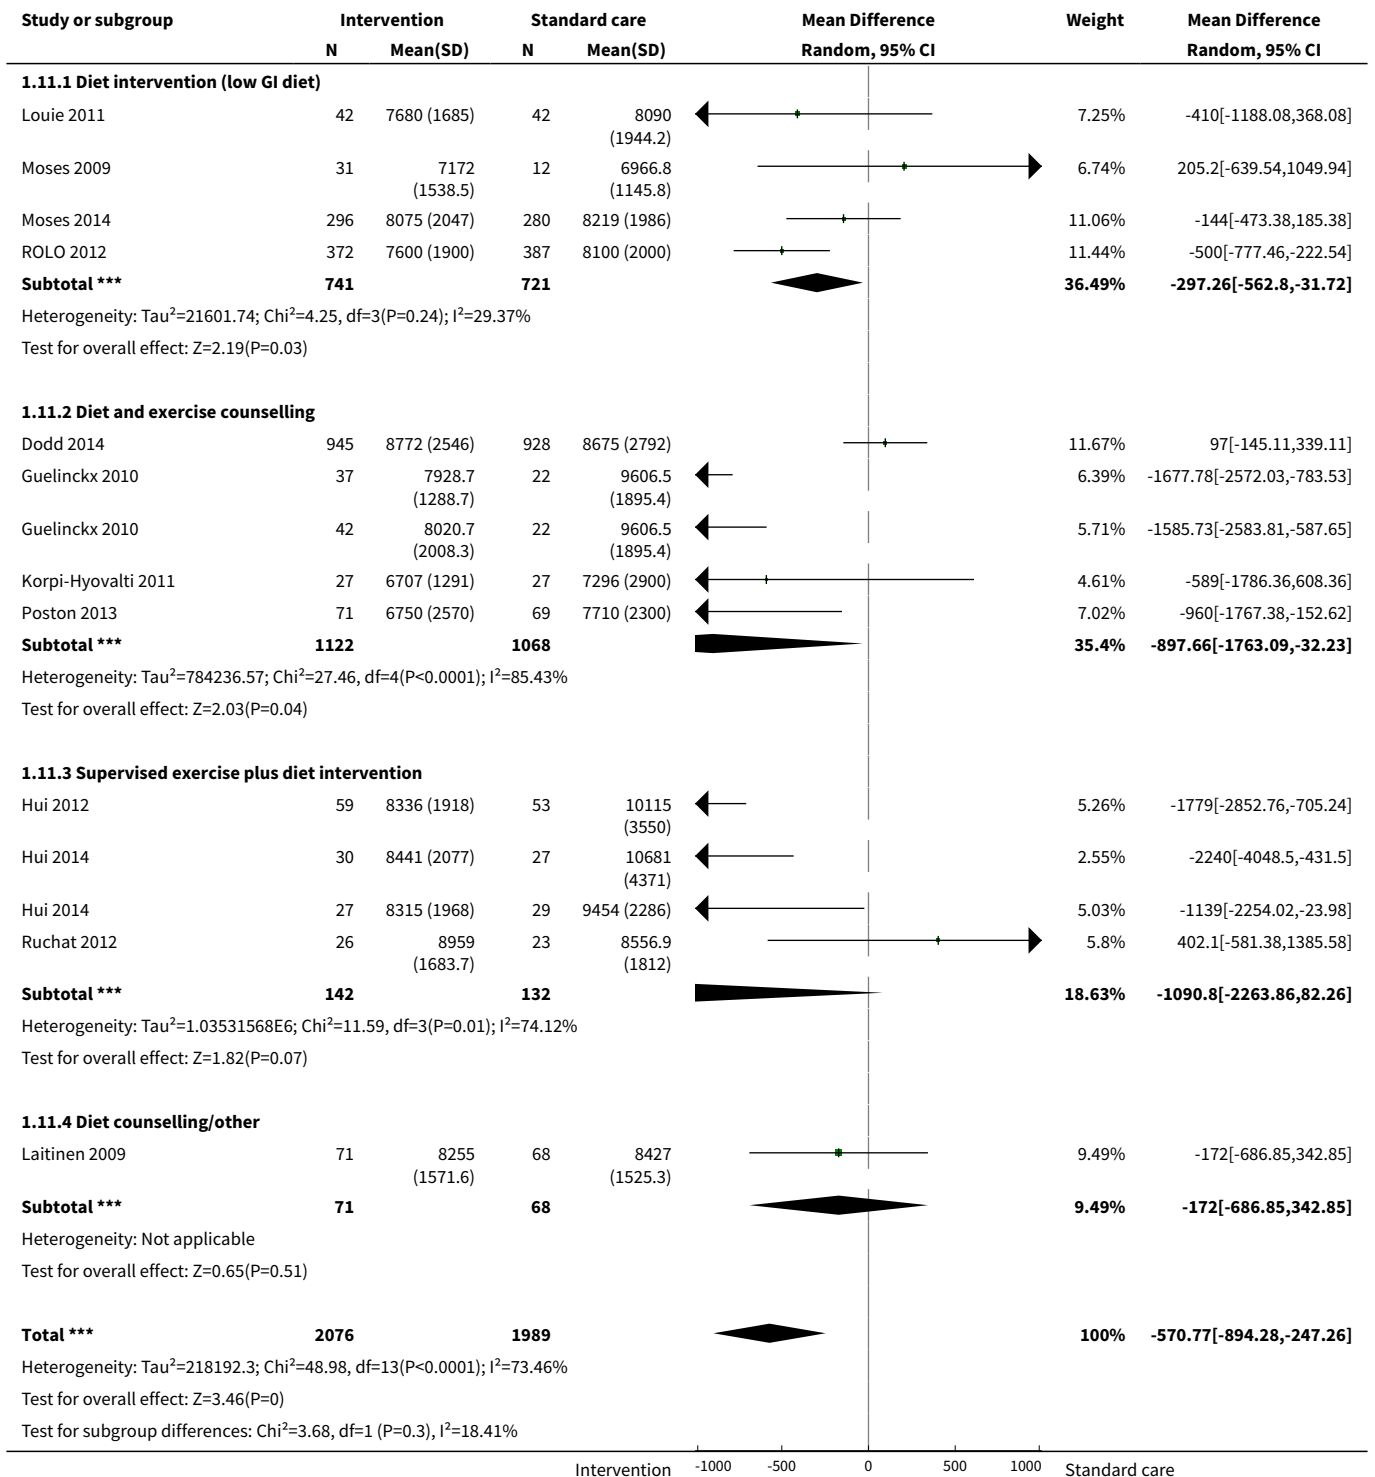 Study or subgroup Intervention Standard care Mean Difference Weight Mean Difference
N Mean(SD) N Mean(SD) Random, 95% CI Random, 95% CI
1.11.1 Diet intervention (low GI diet)
Louie 2011 42 7680 (1685) 42 8090 7.25% -410[-1188.08,368.08]
(1944.2)
Moses 2009 31 7172 12 6966.8 6.74% 205.2[-639.54,1049.94]
(1538.5) (1145.8)
Moses 2014 296 8075 (2047) 280 8219 (1986) 11.06% -144[-473.38,185.38]
ROLO 2012 372 7600 (1900) 387 8100 (2000) 11.44% -500[-777.46,-222.54]
Subtotal *** 741 721 36.49% -297.26[-562.8,-31.72]
Heterogeneity: Tau²=21601.74; Chi²=4.25, df=3(P=0.24); I²=29.37%
Test for overall effect: Z=2.19(P=0.03)
1.11.2 Diet and exercise counselling
Dodd 2014 945 8772 (2546) 928 8675 (2792) 11.67% 97[-145.11,339.11]
Guelinckx 2010 37 7928.7 22 9606.5 6.39% -1677.78[-2572.03,-783.53]
(1288.7) (1895.4)
Guelinckx 2010 42 8020.7 22 9606.5 5.71% -1585.73[-2583.81,-587.65]
(2008.3) (1895.4)
Korpi-Hyovalti 2011 27 6707 (1291) 27 7296 (2900) 4.61% -589[-1786.36,608.36]
Poston 2013 71 6750 (2570) 69 7710 (2300) 7.02% -960[-1767.38,-152.62]
Subtotal *** 1122 1068 35.4% -897.66[-1763.09,-32.23]
Heterogeneity: Tau²=784236.57; Chi²=27.46, df=4(P<0.0001); I²=85.43%
Test for overall effect: Z=2.03(P=0.04)
1.11.3 Supervised exercise plus diet intervention
Hui 2012 59 8336 (1918) 53 10115 5.26% -1779[-2852.76,-705.24]
(3550)
Hui 2014 30 8441 (2077) 27 10681 2.55% -2240[-4048.5,-431.5]
(4371)
Hui 2014 27 8315 (1968) 29 9454 (2286) 5.03% -1139[-2254.02,-23.98]
Ruchat 2012 26 8959 23 8556.9 5.8% 402.1[-581.38,1385.58]
(1683.7) (1812)
Subtotal *** 142 132 18.63% -1090.8[-2263.86,82.26]
Heterogeneity: Tau²=1.03531568E6; Chi²=11.59, df=3(P=0.01); I²=74.12%
Test for overall effect: Z=1.82(P=0.07)
1.11.4 Diet counselling/other
Laitinen 2009 71 8255 68 8427 9.49% -172[-686.85,342.85]
(1571.6) (1525.3)
Subtotal *** 71 68 9.49% -172[-686.85,342.85]
Heterogeneity: Not applicable
Test for overall effect: Z=0.65(P=0.51)
Total *** 2076 1989 100% -570.77[-894.28,-247.26]
Heterogeneity: Tau²=218192.3; Chi²=48.98, df=13(P<0.0001); I²=73.46%
Test for overall effect: Z=3.46(P=0)
Test for subgroup differences: Chi²=3.68, df=1 (P=0.3), I²=18.41%
Intervention -1000 -500 0 500 1000 Standard care